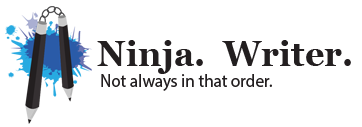 Ninja. Writer.
Not always in that order.